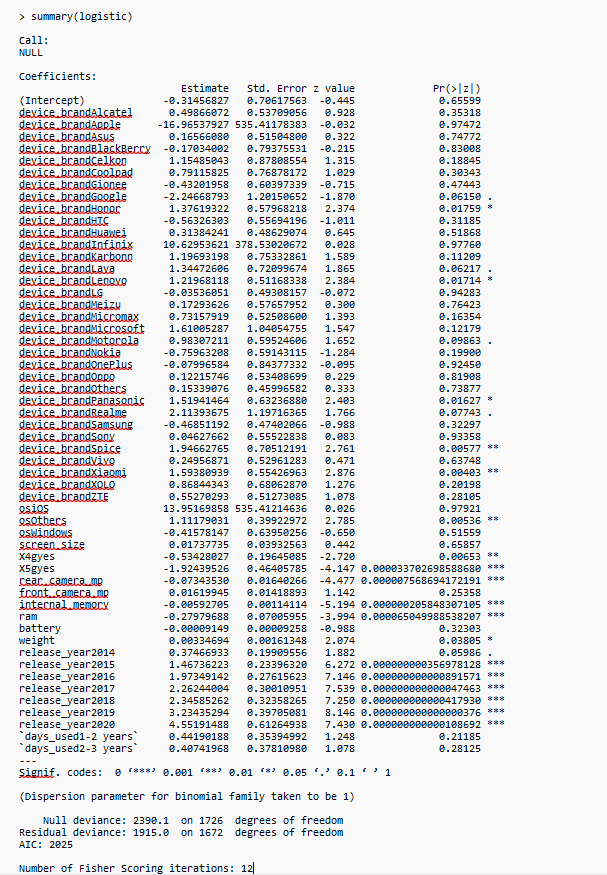 > summary(logistic)
Call:
NULL
Coefficients:
Estimate Std. Error z value Pr(>|z|)
(Intercept) -0.31456827 0.70617563 -0.445 0.65599
device_brandAlcatel 0.49866072 0.53709056 0.928 0.35318
device_brandApple -16.96537927 535.41178383 -0.032 0.97472
device_brandAsus 0.16566080 0.51504800 0.322 0.74772
device_brandBlackBerry -0.17034002 0.79375531 -0.215 0.83008
device_brandCelkon 1.15485043 0.87808554 1.315 0.18845
device_brandCoolpad 0.79115825 0.76878172 1.029 0.30343
device_brandGionee -0.43201958 0.60397339 -0.715 0.47443
device_brandGoogle -2.24668793 1.20150652 -1.870 0.06150 .
device_brandHonor 1.37619322 0.57968218 2.374 0.01759 *
device_brandHTC -0.56326303 0.55694196 -1.011 0.31185
device_brandHuawei 0.31384241 0.48629074 0.645 0.51868
device_brandInfinix 10.62953621 378.53020672 0.028 0.97760
device_brandKarbonn 1.19693198 0.75332861 1.589 0.11209
device_brandLava 1.34472606 0.72099674 1.865 0.06217 .
device_brandLenovo 1.21968118 0.51168338 2.384 0.01714 *
device_brandLG -0.03536051 0.49308157 -0.072 0.94283
device_brandMeizu 0.17293626 0.57657952 0.300 0.76423
device_brandMicromax 0.73157919 0.52508600 1.393 0.16354
device_brandMicrosoft 1.61005287 1.04054755 1.547 0.12179
device_brandMotorola 0.98307211 0.59524606 1.652 0.09863 .
device_brandNokia -0.75963208 0.59143115 -1.284 0.19900
device_brandOnePlus -0.07996584 0.84377332 -0.095 0.92450
device_brandOppo 0.12215746 0.53408699 0.229 0.81908
device_brandOthers 0.15339076 0.45996582 0.333 0.73877
device_brandPanasonic 1.51941464 0.63236880 2.403 0.01627 *
device_brandRealme 2.11393675 1.19716365 1.766 0.07743 .
device_brandSamsung -0.46851192 0.47402066 -0.988 0.32297
device_brandSony 0.04627662 0.55522838 0.083 0.93358
device_brandSpice 1.94662765 0.70512191 2.761 0.00577 **
device_brandVivo 0.24956871 0.52961283 0.471 0.63748
device_brandXiaomi 1.59380939 0.55426963 2.876 0.00403 **
device_brandXOLO 0.86844343 0.68062870 1.276 0.20198
device_brandZTE 0.55270293 0.51273085 1.078 0.28105
osiOS 13.95169858 535.41214636 0.026 0.97921
osOthers 1.11179031 0.39922972 2.785 0.00536 **
osWindows -0.41578147 0.63950256 -0.650 0.51559
screen_size 0.01737735 0.03932563 0.442 0.65857
X4gyes -0.53428027 0.19645085 -2.720 0.00653 **
X5gyes -1.92439526 0.46405785 -4.147 0.0000337026985886​80 ***
rear_camera_mp -0.07343530 0.01640266 -4.477 0.000007568694172191 ***
front_camera_mp 0.01619945 0.01418893 1.142 0.25358
internal_memory -0.00592705 0.00114114 -5.194 0.000000205848307105 ***
ram -0.27979688 0.07005955 -3.994 0.000065049988538207 ***
battery -0.00009149 0.00009258 -0.988 0.32303
weight 0.00334694 0.00161348 2.074 0.03805 *
release_year2014 0.37466933 0.19909556 1.882 0.05986 .
release_year2015 1.46736223 0.23396320 6.272 0.000000000356978128 ***
release_year2016 1.97349142 0.27615623 7.146 0.000000000000891571 ***
release_year2017 2.26244004 0.30010951 7.539 0.000000000000047463 ***
release_year2018 2.34585262 0.32358265 7.250 0.000000000000417930 ***
release_year2019 3.23435294 0.39705081 8.146 0.000000000000000376 ***
release_year2020 4.55191488 0.61264938 7.430 0.000000000000108692 ***
`days_used1-2 years` 0.44190188 0.35394992 1.248 0.21185
`days_used2-3 years` 0.40741968 0.37810980 1.078 0.28125
---
Signif. codes: 0 ‘***’ 0.001 ‘**’ 0.01 ‘*’ 0.05 ‘.’ 0.1 ‘ ’ 1
(Dispersion parameter for binomial family taken to be 1)
Null deviance: 2390.1 on 1726 degrees of freedom
Residual deviance: 1915.0 on 1672 degrees of freedom
AIC: 2025
Number of Fisher Scoring iterations: 12